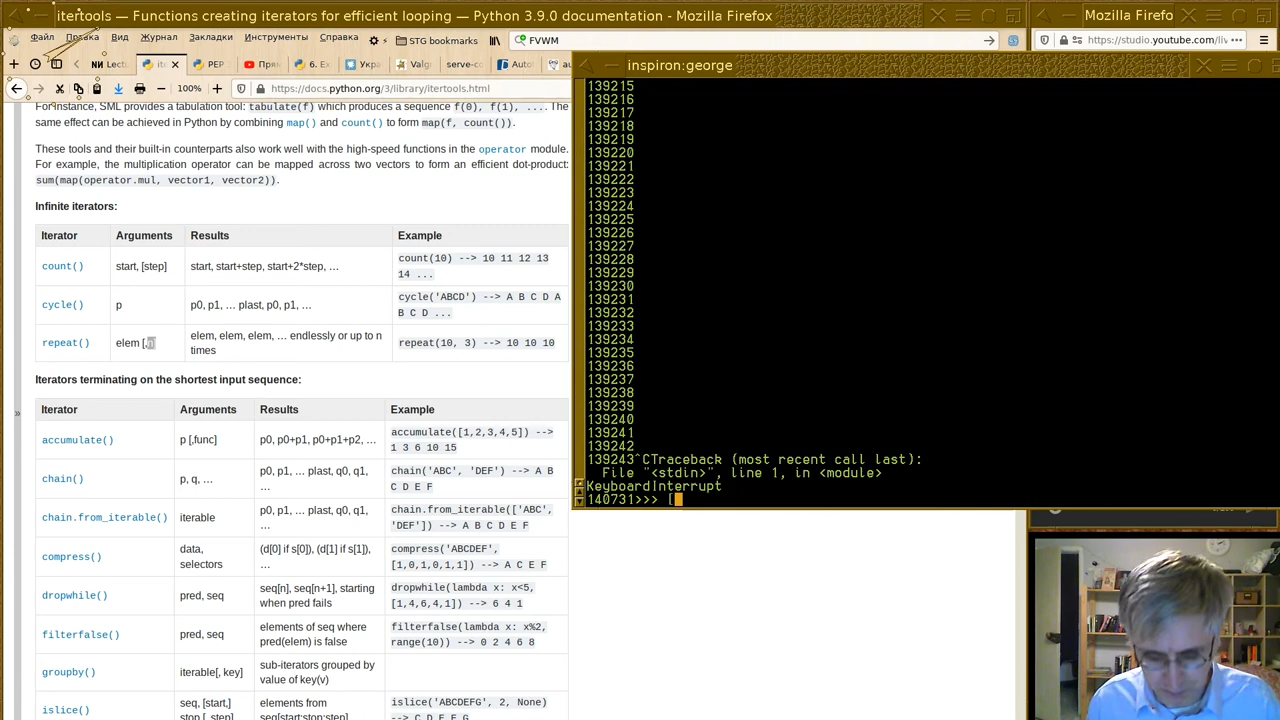 itertools — Functions creating iterators for efficient looping — Python 3.9.0 documentation — Mozilla Firefox
Mozilla Firefo
Файл Правка Вид Журнал Закладки Инструменты Справка
STG bookmarks
FVWM
https://studio.youtube.com/liv
Lect
ite
PEP
Прям
6. Ex
Укра
Valgr
serve-co
Autol
au
100%
https://docs.python.org/3/library/itertools.html
inspiron:george
For instance, SML provides a tabulation tool: tabulate(f) which produces a sequence f(0), f(1), .... The
same effect can be achieved in Python by combining map() and count() to form map(f, count()).
These tools and their built-in counterparts also work well with the high-speed functions in the operator module.
For example, the multiplication operator can be mapped across two vectors to form an efficient dot-product:
sum(map(operator.mul, vector1, vector2)).
Infinite iterators:
Iterator Arguments Results Example
count() start, [step] start, start+step, start+2*step, … count(10) --> 10 11 12 13
14 ...
cycle() p p0, p1, … plast, p0, p1, … cycle('ABCD') --> A B C D A
B C D ...
repeat() elem [,n] elem, elem, elem, … endlessly or up to n
times repeat(10, 3) --> 10 10 10
Iterators terminating on the shortest input sequence:
Iterator Arguments Results Example
accumulate() p [,func] p0, p0+p1, p0+p1+p2, … accumulate([1,2,3,4,5]) -->
1 3 6 10 15
chain() p, q, … p0, p1, … plast, q0, q1,
… chain('ABC', 'DEF') --> A B
C D E F
chain.from_iterable() iterable p0, p1, … plast, q0, q1,
… chain.from_iterable(['ABC',
'DEF']) --> A B C D E F
compress() data,
selectors (d[0] if s[0]), (d[1] if s[1]),
… compress('ABCDEF',
[1,0,1,0,1,1]) --> A C E F
dropwhile() pred, seq seq[n], seq[n+1], starting
when pred fails dropwhile(lambda x: x<5,
[1,4,6,4,1]) --> 6 4 1
filterfalse() pred, seq elements of seq where
pred(elem) is false filterfalse(lambda x: x%2,
range(10)) --> 0 2 4 6 8
groupby() iterable[, key] sub-iterators grouped by
value of key(v)
islice() seq, [start,]
stop [, step] elements from
seq[start:stop:step] islice('ABCDEFG', 2, None)
--> C D E F G
139215
139216
139217
139218
139219
139220
139221
139222
139223
139224
139225
139226
139227
139228
139229
139230
139231
139232
139233
139234
139235
139236
139237
139238
139239
139240
139241
139242
139243^CTraceback (most recent call last):
File "<stdin>", line 1, in <module>
KeyboardInterrupt
140731>>> [